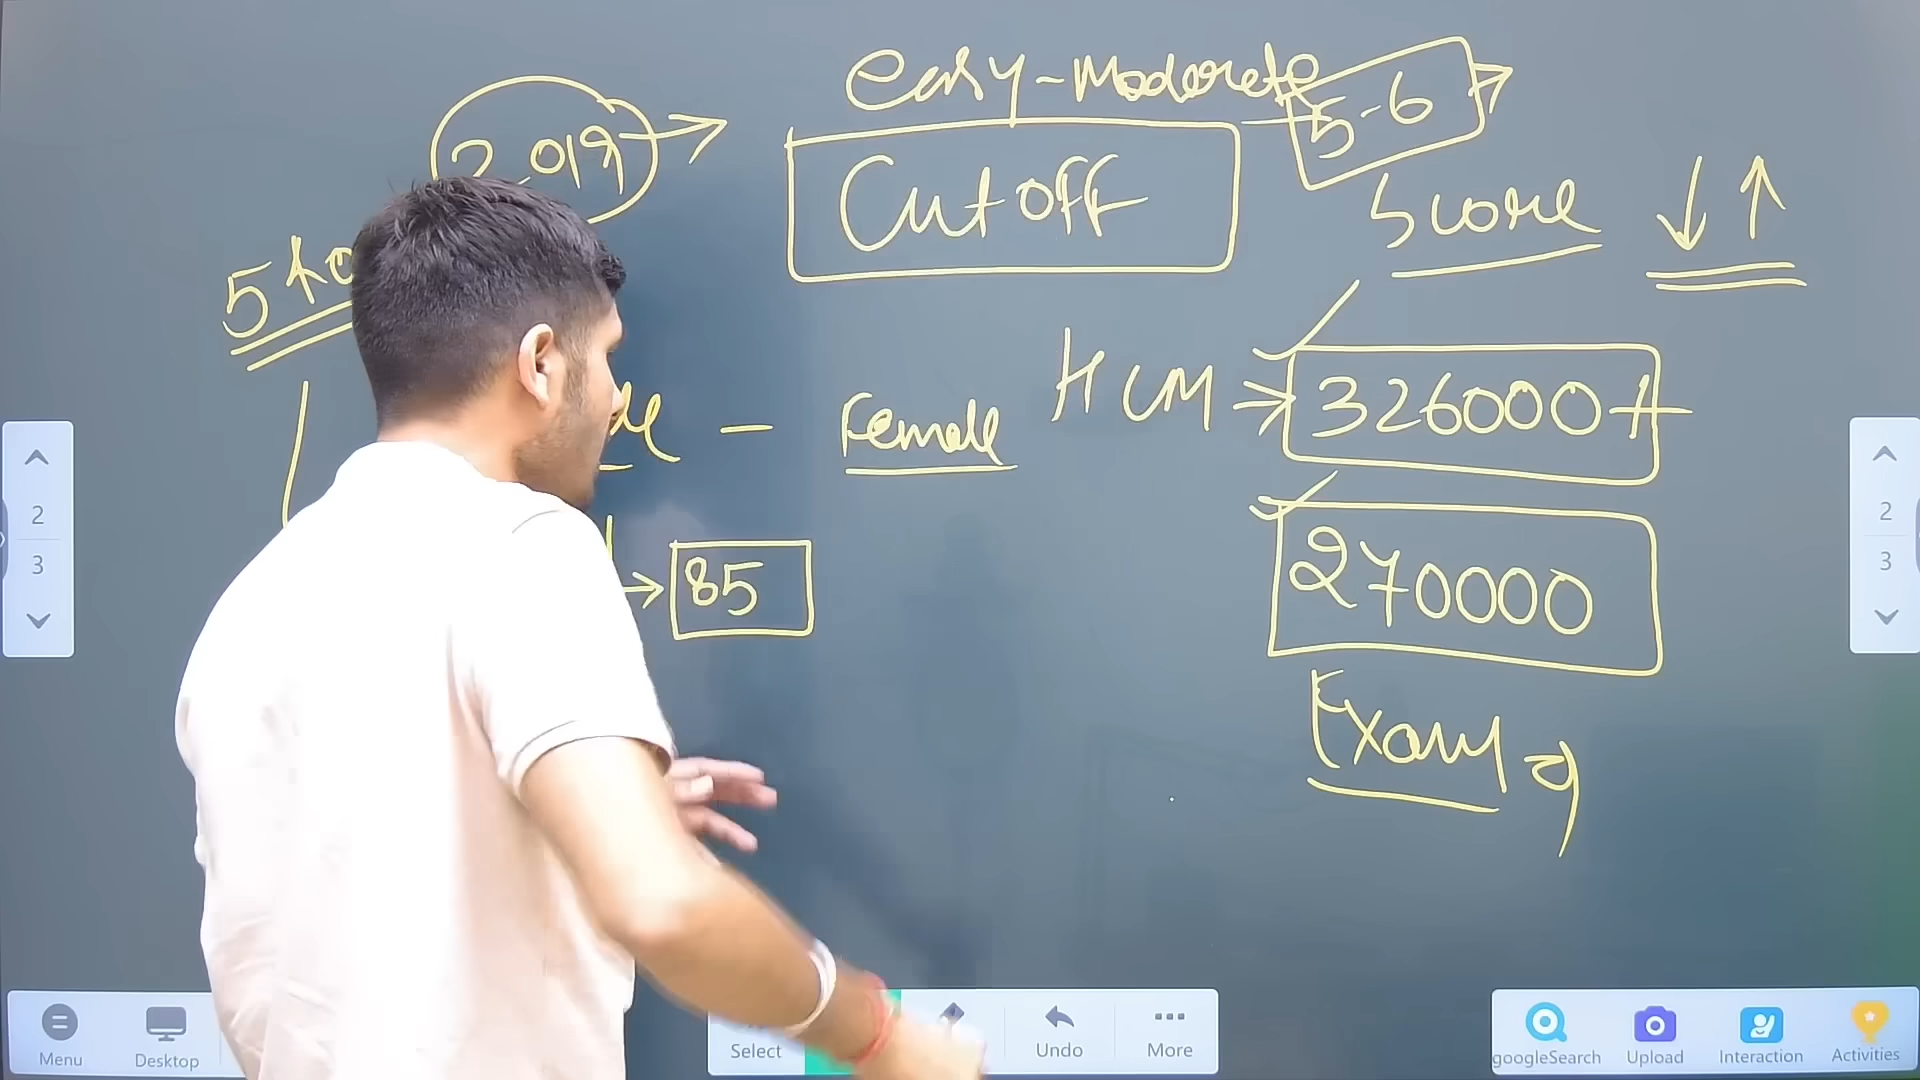 easy-Moderate
5-6
2019
Cutoff
Score
HCM
326000+
Female
270000
85
Exam
2
3
2
3
Menu
Desktop
Select
Undo
More
googleSearch
Upload
Interaction
Activities